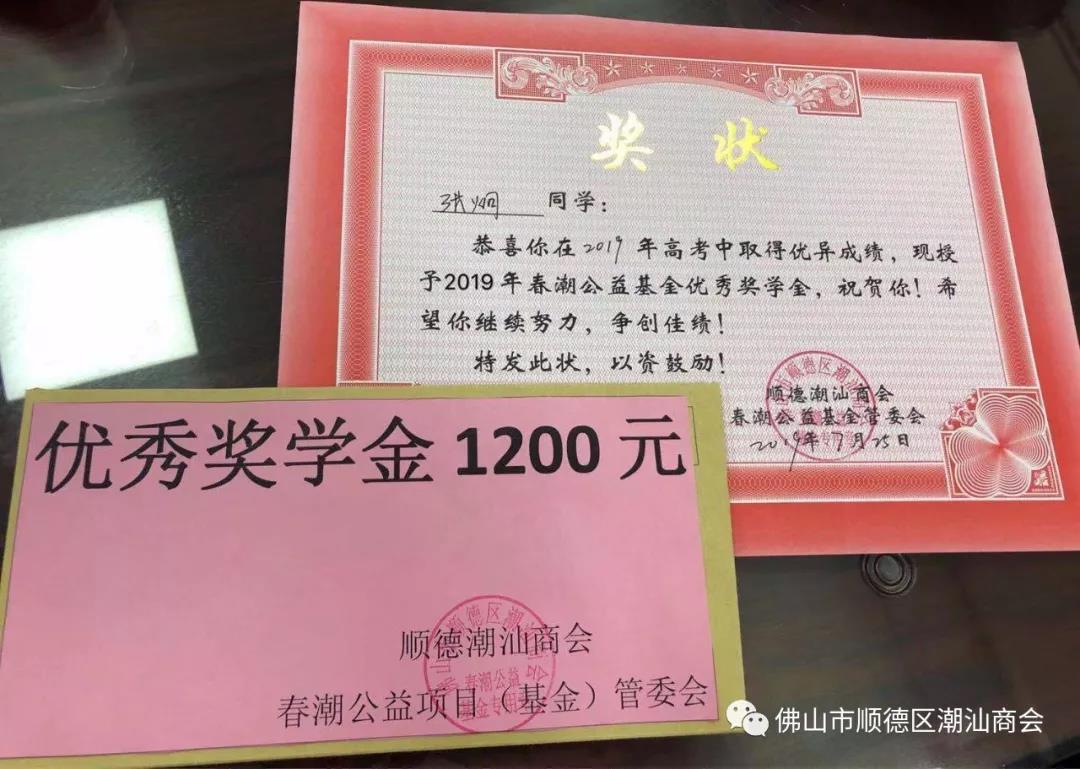 奖 状
张炯 同学：
恭喜你在2019年高考中取得优异成绩，现授
予2019年春潮公益基金优秀奖学金，祝贺你！希
望你继续努力，争创佳绩！
特发此状，以资鼓励！
顺德潮汕商会
春潮公益基金管委会
2019年7月25日
优秀奖学金 1200 元
顺德潮汕商会
春潮公益项目（基金）管委会
佛山市顺德区潮汕商会